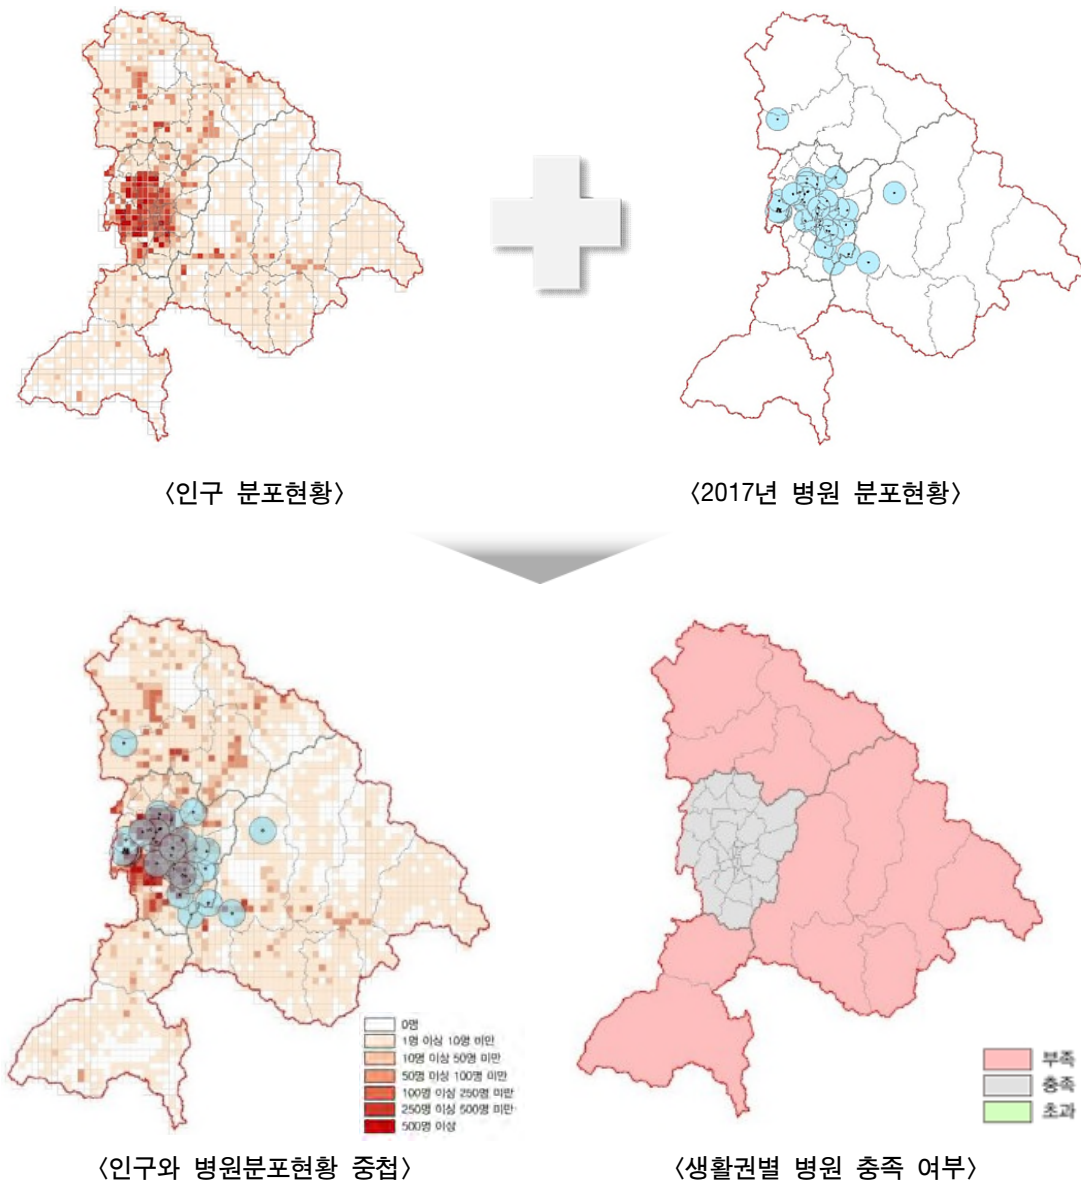 〈인구 분포현황〉
〈2017년 병원 분포현황〉
0명
1명 이상 10명 미만
10명 이상 50명 미만
50명 이상 100명 미만
100명 이상 250명 미만
250명 이상 500명 미만
500명 이상
부족
충족
초과
〈인구와 병원분포현황 중첩〉
〈생활권별 병원 충족 여부〉